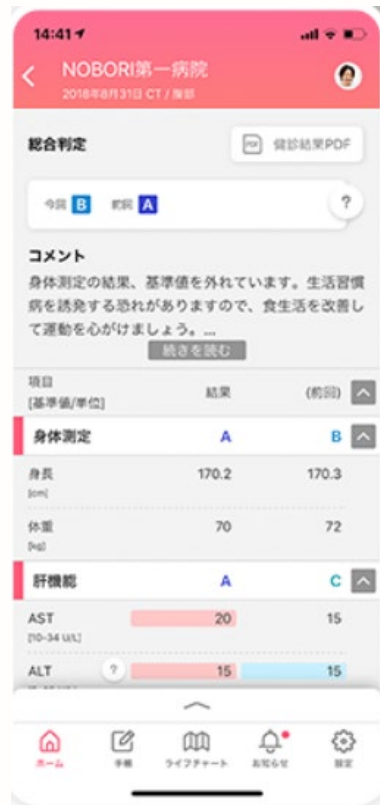 14:41
NOBORI第一病院
2018年8月31日 CT / 腹部
総合判定
PDF 健診結果PDF
今回 B 前回 A ?
コメント
身体測定の結果、基準値を外れています。生活習慣
病を誘発する恐れがありますので、食生活を改善し
て運動を心がけましょう。...
続きを読む
項目 結果 (前回)
[基準値/単位]
身体測定 A B
身長 170.2 170.3
[cm]
体重 70 72
[kg]
肝機能 A C
AST 20 15
[10-34 U/L]
ALT ? 15 15
ホーム 手帳 ライフチャート お知らせ 設定